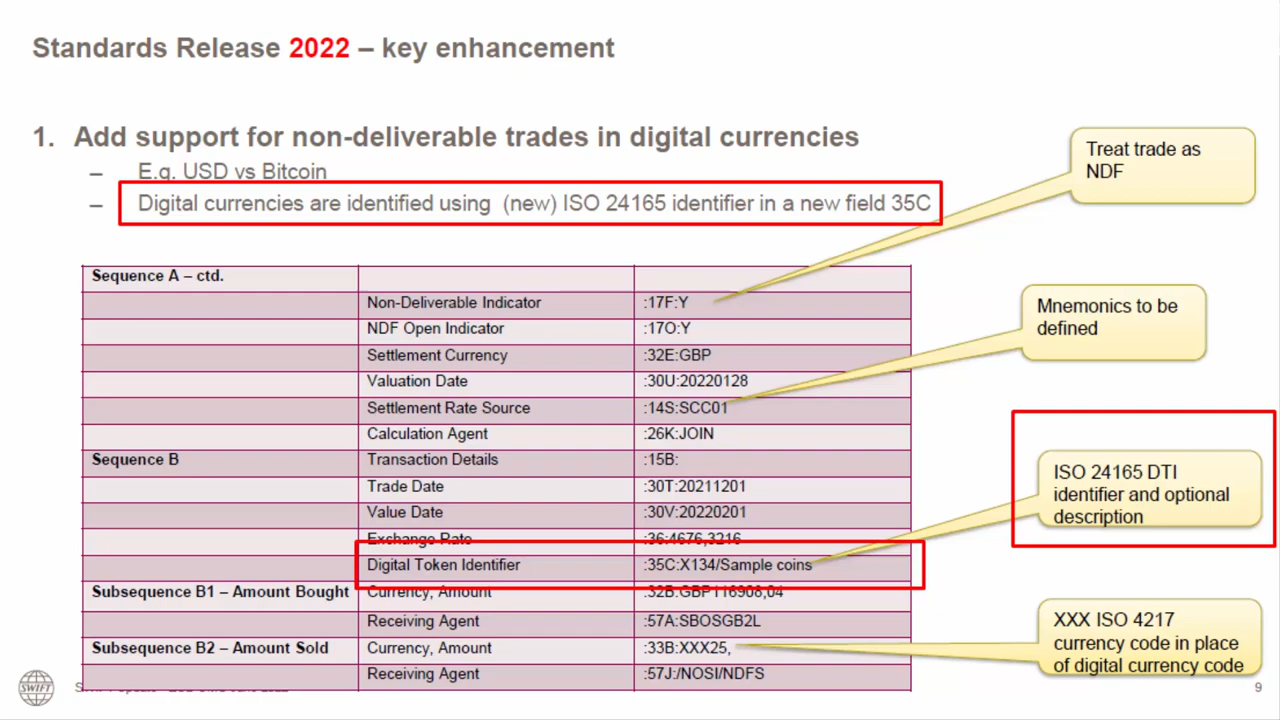 Standards Release 2022 – key enhancement
1. Add support for non-deliverable trades in digital currencies
– E.g. USD vs Bitcoin
– Digital currencies are identified using (new) ISO 24165 identifier in a new field 35C
Treat trade as
NDF
Mnemonics to be
defined
ISO 24165 DTI
identifier and optional
description
XXX ISO 4217
currency code in place
of digital currency code
Sequence A – ctd.
Non-Deliverable Indicator :17F:Y
NDF Open Indicator :17O:Y
Settlement Currency :32E:GBP
Valuation Date :30U:20220128
Settlement Rate Source :14S:SCC01
Calculation Agent :26K:JOIN
Sequence B Transaction Details :15B:
Trade Date :30T:20211201
Value Date :30V:20220201
Exchange Rate :36:4676,3216
Digital Token Identifier :35C:X134/Sample coins
Subsequence B1 – Amount Bought Currency, Amount :32B:GBP116908,04
Receiving Agent :57A:SBOSGB2L
Subsequence B2 – Amount Sold Currency, Amount :33B:XXX25,
Receiving Agent :57J:/NOSI/NDFS
SWIFT
9